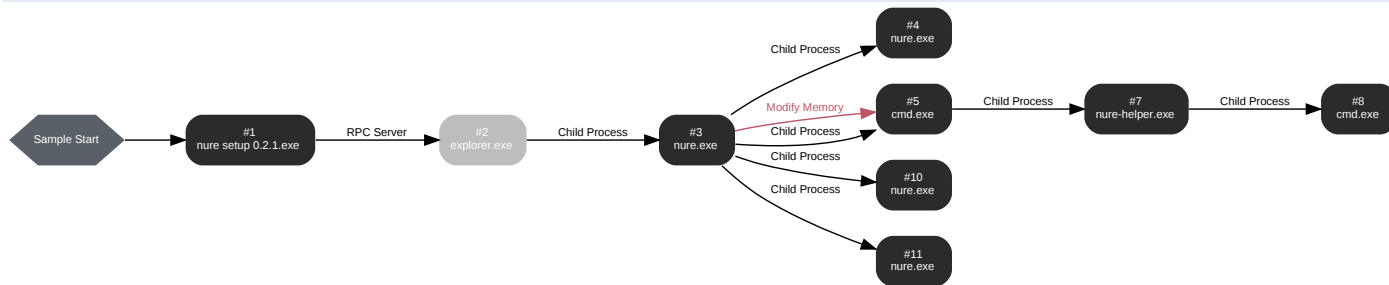 Sample Start
#1
nure setup 0.2.1.exe
RPC Server
#2
explorer.exe
Child Process
#3
nure.exe
Child Process
#4
nure.exe
Modify Memory
Child Process
#5
cmd.exe
Child Process
#7
nure-helper.exe
Child Process
#8
cmd.exe
Child Process
#10
nure.exe
Child Process
#11
nure.exe